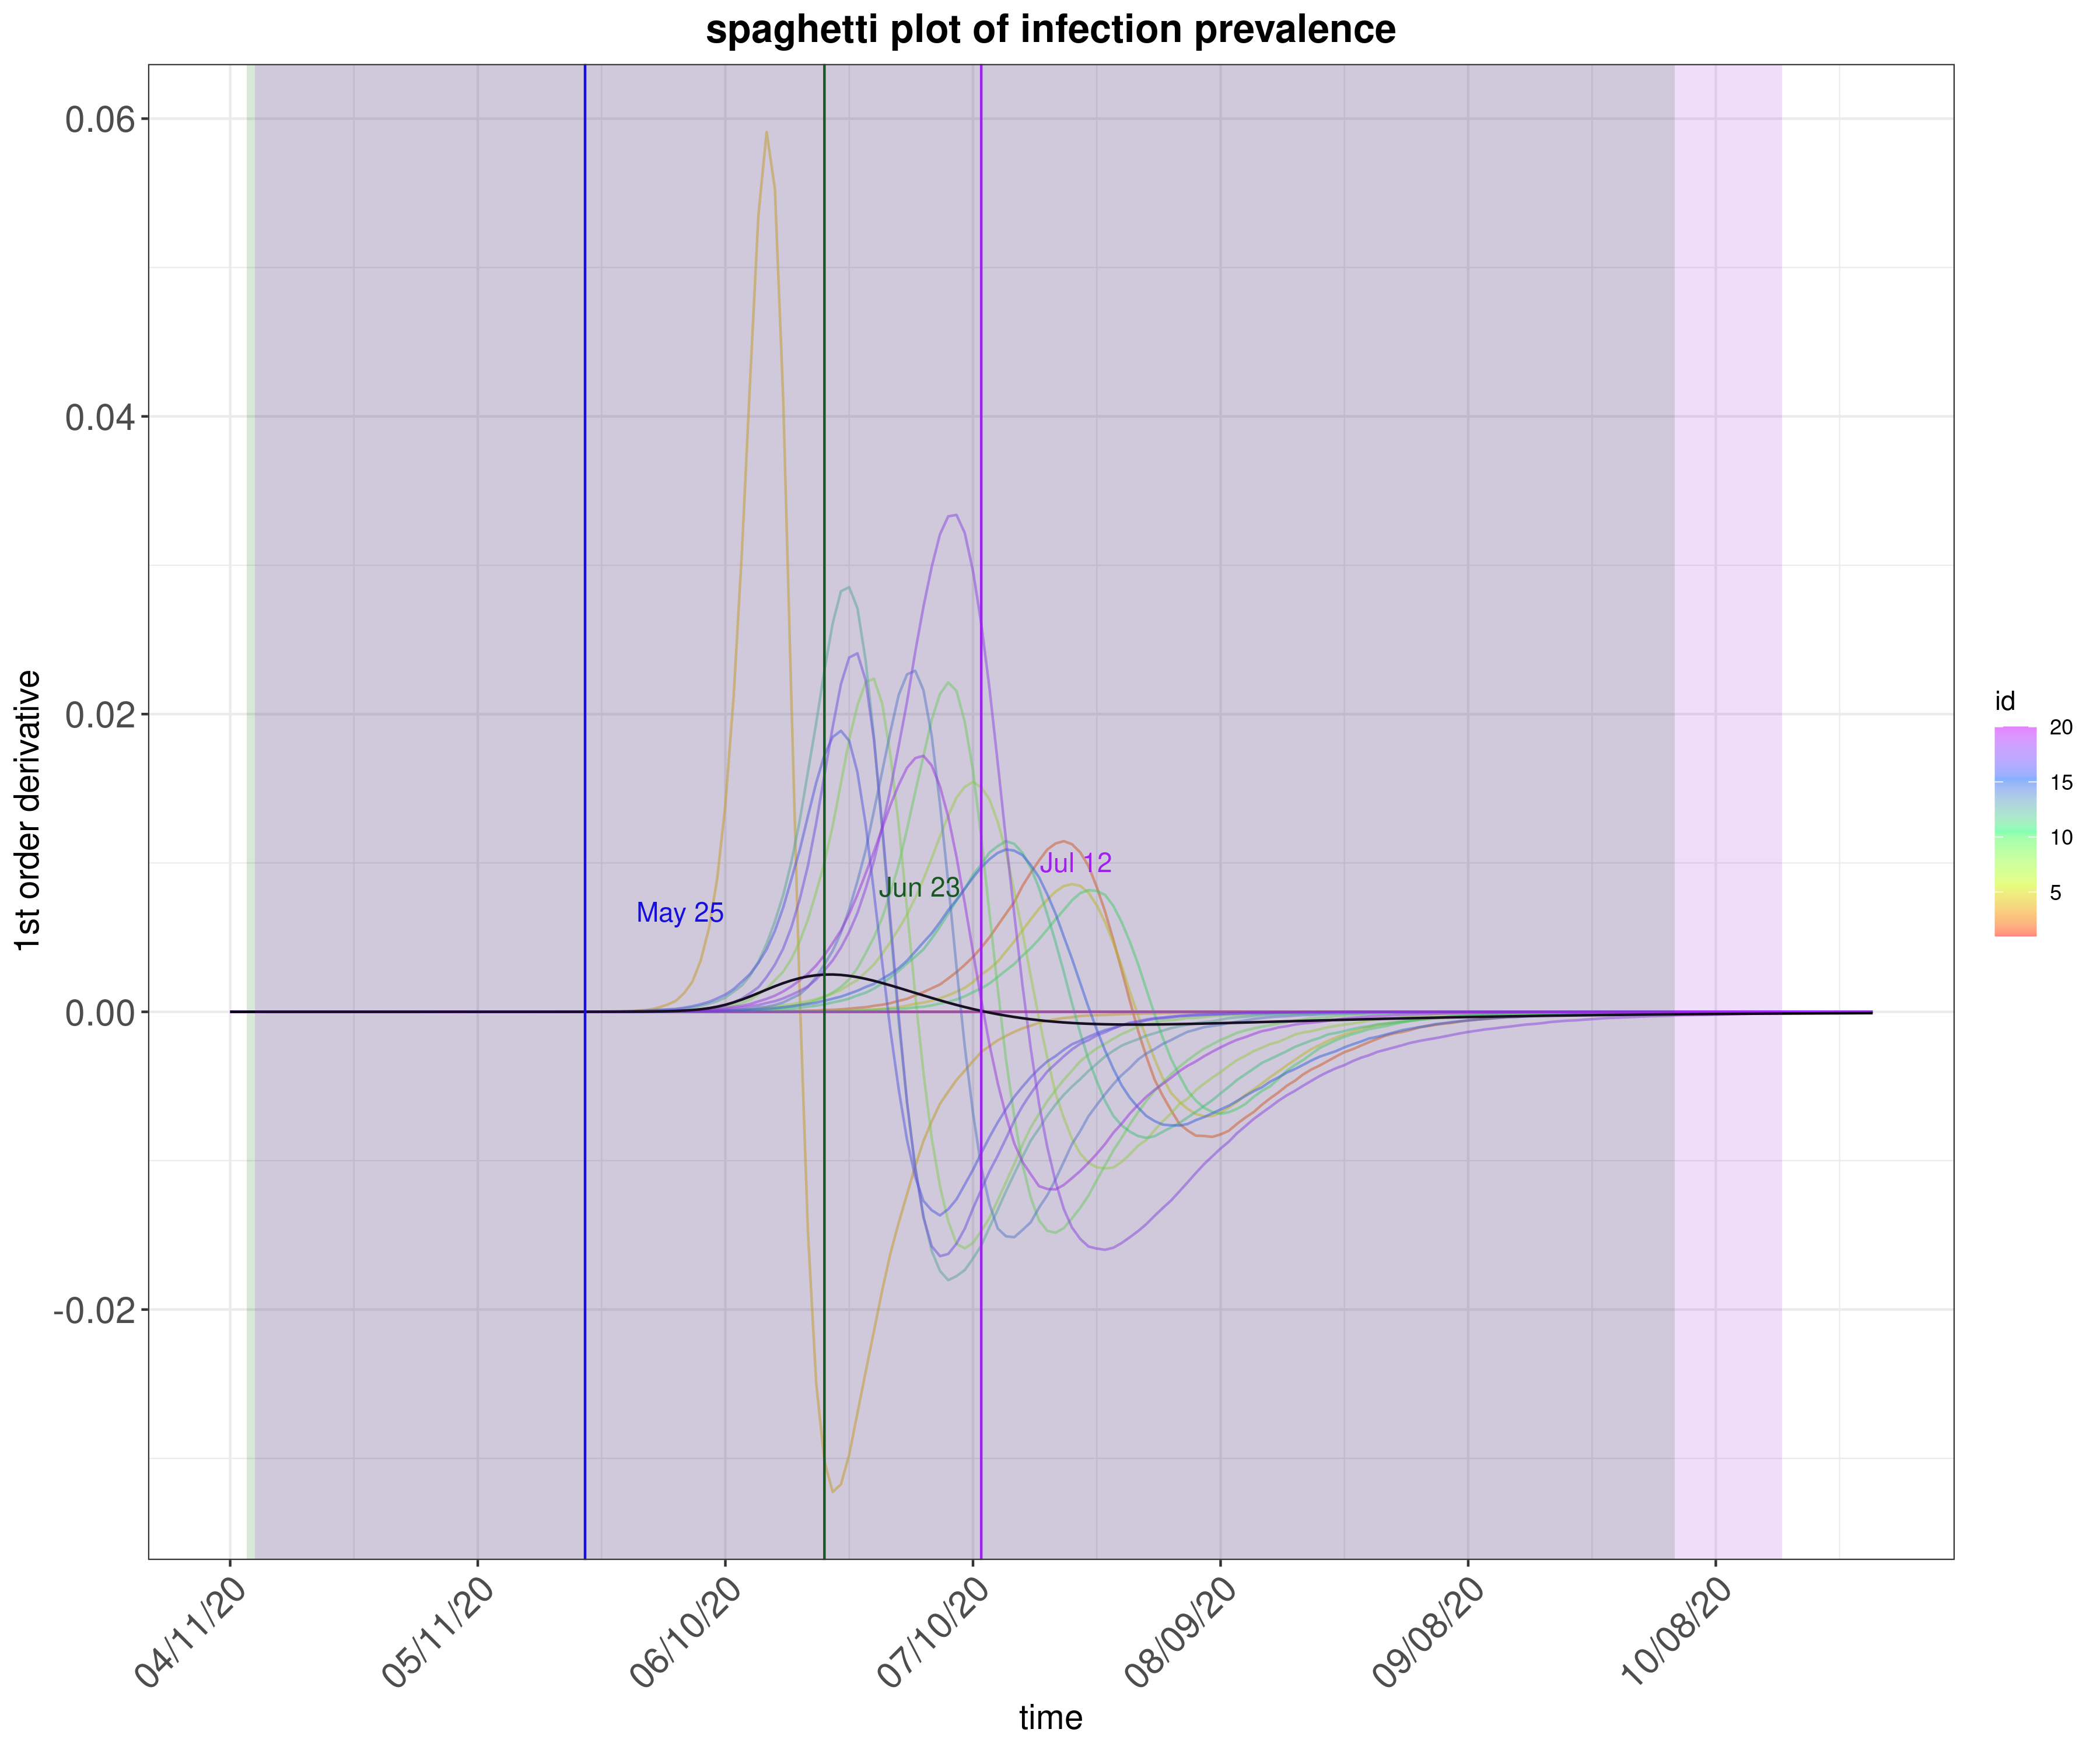 spaghetti plot of infection prevalence
0.06
0.04
0.02
0.00
-0.02
1st order derivative
May 25
Jun 23
Jul 12
04/11/20
05/11/20
06/10/20
07/10/20
08/09/20
09/08/20
10/08/20
time
id
20
15
10
5